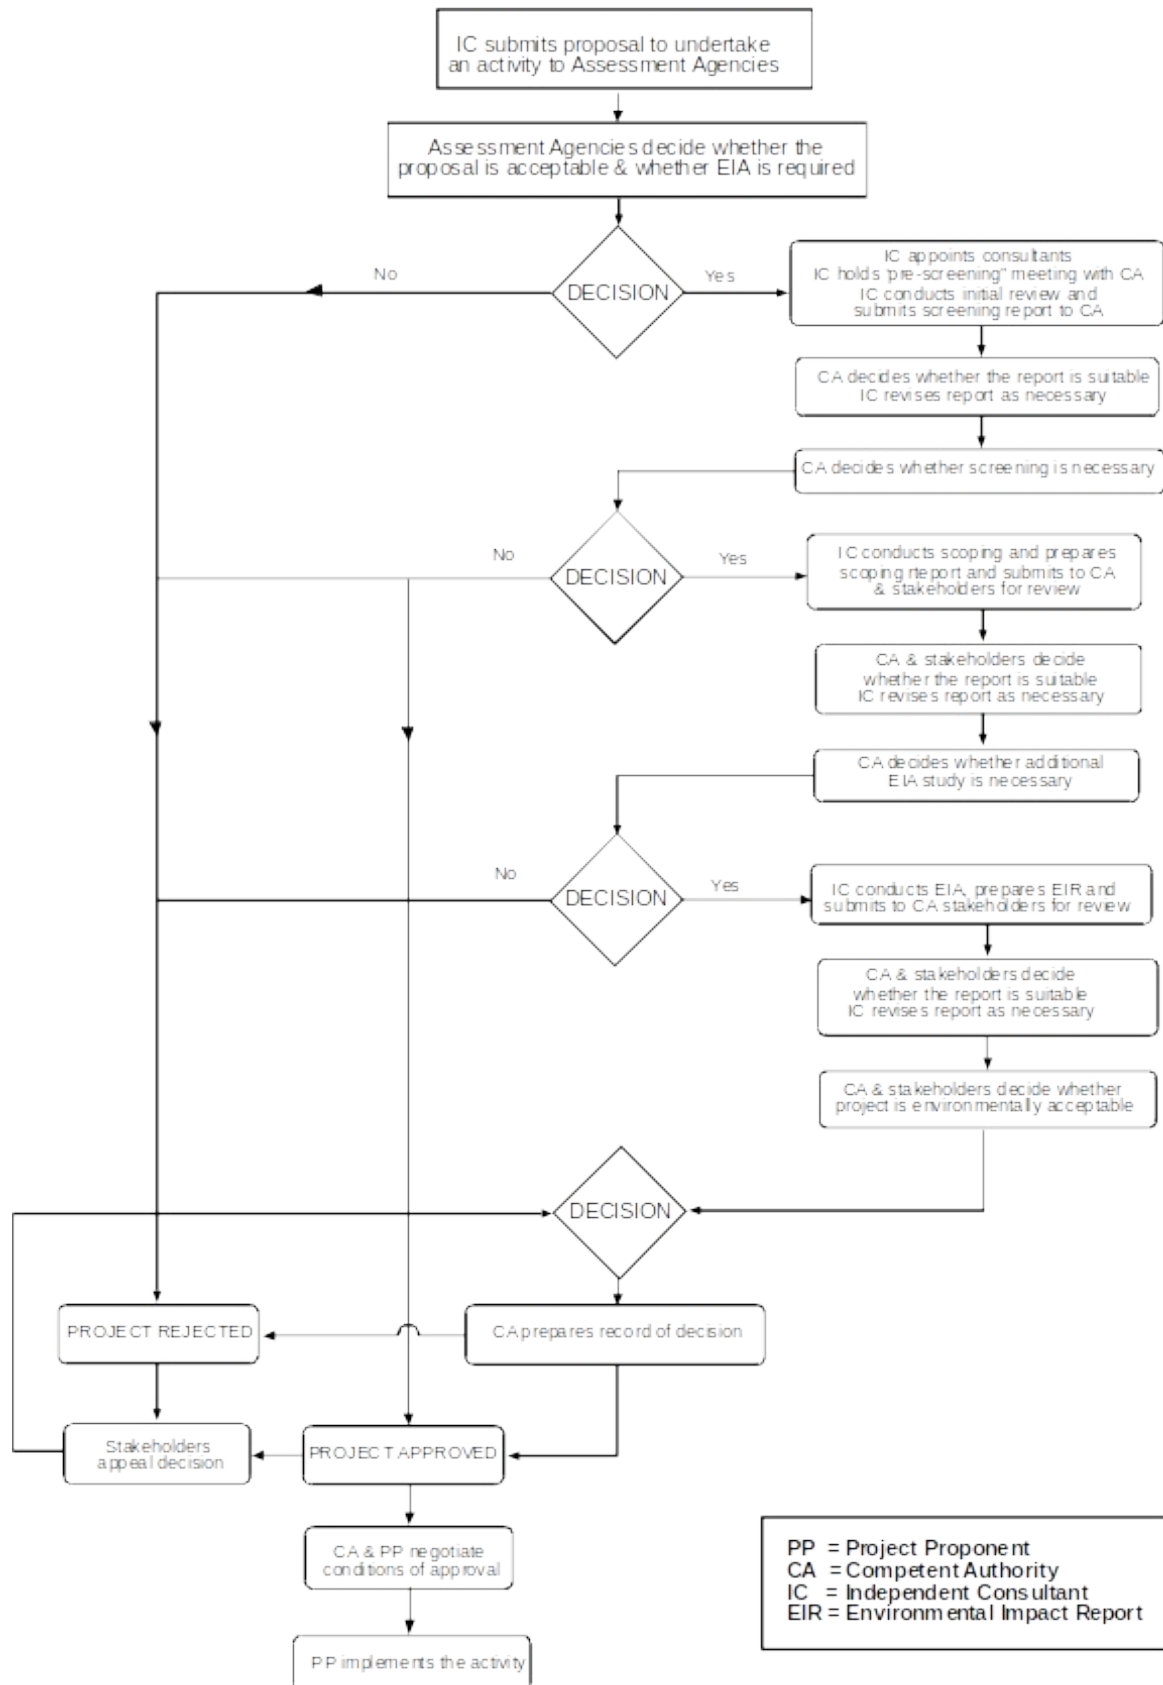 IC submits proposal to undertake
an activity to Assessment Agencies
Assessment Agencies decide whether the
proposal is acceptable & whether EIA is required
DECISION
No
Yes
IC appoints consultants
IC holds 'pre-screening" meeting with CA
IC conducts initial review and
submits screening report to CA
CA decides whether the report is suitable
IC revises report as necessary
CA decides whether screening is necessary
DECISION
No
Yes
IC conducts scoping and prepares
scoping rteport and submits to CA
& stakeholders for review
CA & stakeholders decide
whether the report is suitable
IC revises report as necessary
CA decides whether additional
EIA study is necessary
DECISION
No
Yes
IC conducts EIA, prepares EIR and
submits to CA stakeholders for review
CA & stakeholders decide
whether the report is suitable
IC revises report as necessary
CA & stakeholders decide whether
project is environmentally acceptable
DECISION
PROJECT REJECTED
CA prepares record of decision
Stakeholders
appeal decision
PROJECT APPROVED
CA & PP negotiate
conditions of approval
PP implements the activity
PP = Project Proponent
CA = Competent Authority
IC = Independent Consultant
EIR = Environmental Impact Report